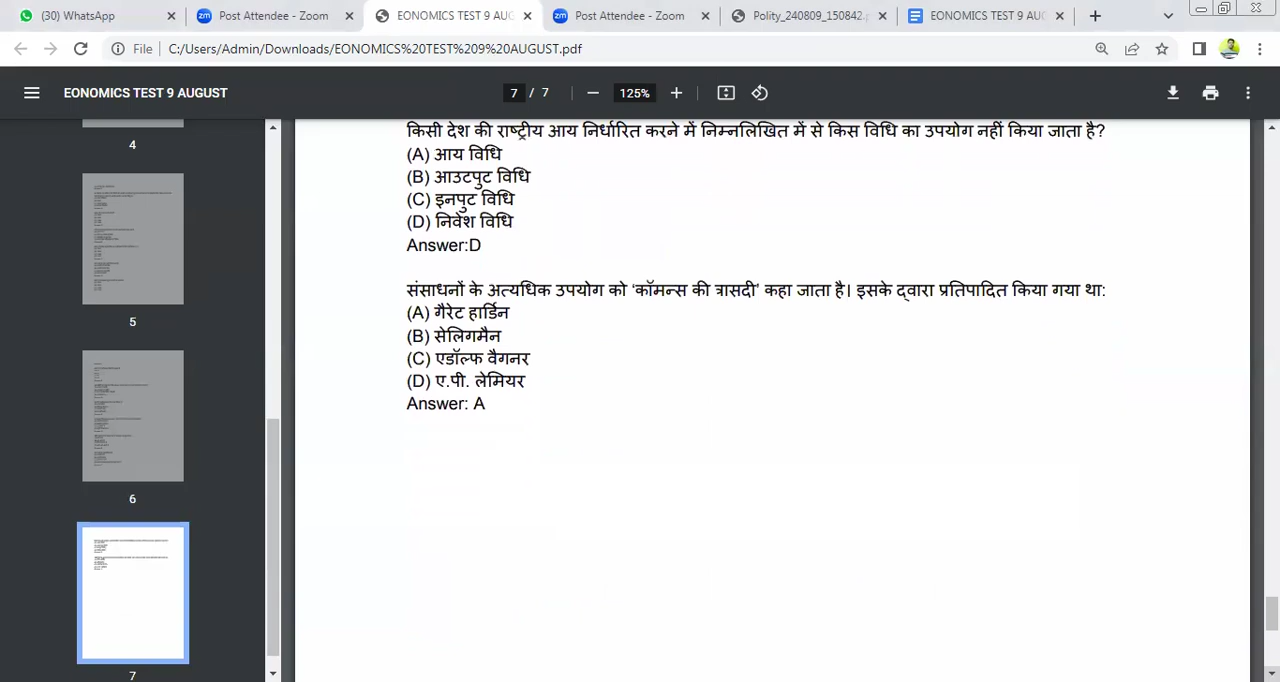 (30) WhatsApp
Post Attendee - Zoom
EONOMICS TEST 9 AUGUS
Post Attendee - Zoom
Polity_240809_150842.p
EONOMICS TEST 9 AUG
File
C:/Users/Admin/Downloads/EONOMICS%20TEST%209%20AUGUST.pdf
EONOMICS TEST 9 AUGUST
7 / 7
125%
4
5
6
7
किसी देश की राष्ट्रीय आय निर्धारित करने में निम्नलिखित में से किस विधि का उपयोग नहीं किया जाता है?
(A) आय विधि
(B) आउटपुट विधि
(C) इनपुट विधि
(D) निवेश विधि
Answer:D
संसाधनों के अत्यधिक उपयोग को 'कॉमन्स की त्रासदी' कहा जाता है। इसके द्वारा प्रतिपादित किया गया था:
(A) गैरेट हार्डिन
(B) सेलिगमैन
(C) एडॉल्फ वैगनर
(D) ए.पी. लेमियर
Answer: A